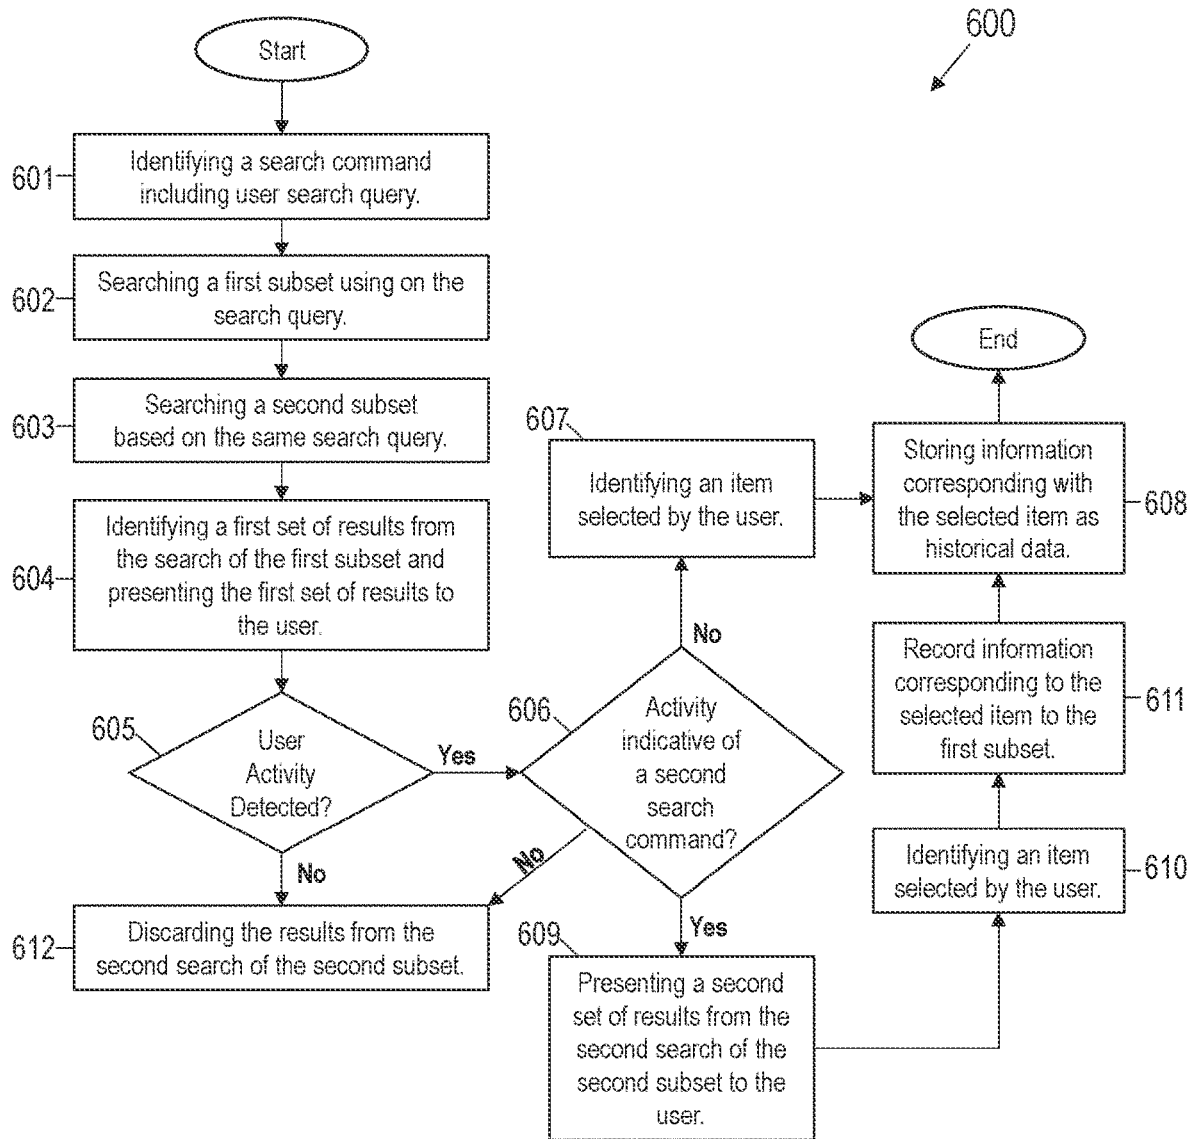 600
Start
601
Identifying a search command
including user search query.
602
Searching a first subset using on the
search query.
603
Searching a second subset
based on the same search query.
604
Identifying a first set of results from
the search of the first subset and
presenting the first set of results to
the user.
605
User
Activity
Detected?
Yes
No
612
Discarding the results from the
second search of the second subset.
606
Activity
indicative of
a second
search
command?
No
No
Yes
607
Identifying an item
selected by the user.
609
Presenting a second
set of results from the
second search of the
second subset to the
user.
End
Storing information
corresponding with
the selected item as
historical data.
608
Record information
corresponding to the
selected item to the
first subset.
611
Identifying an item
selected by the user.
610